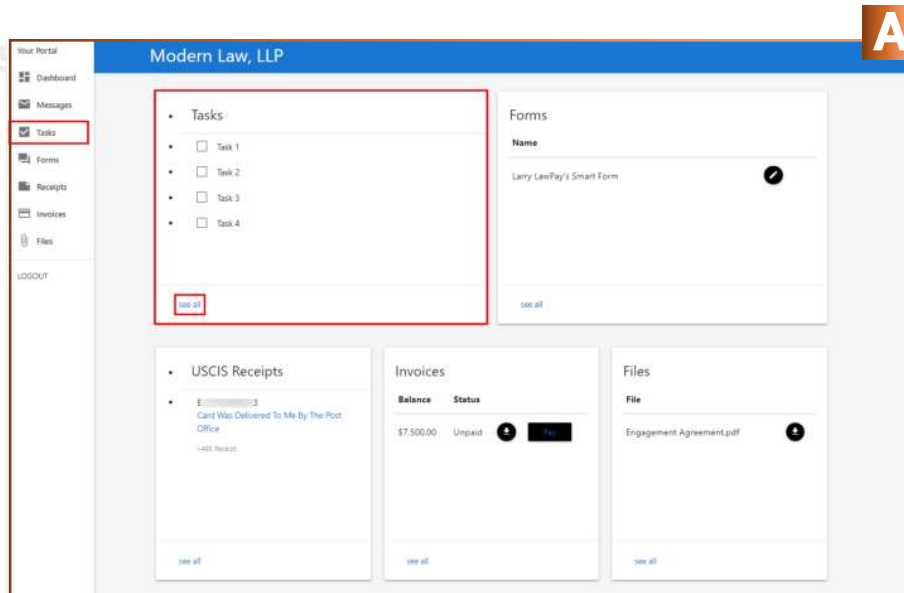 A
Your Portal
Modern Law, LLP
Dashboard
Messages
Tasks
Forms
Receipts
Invoices
Files
LOGOUT
Tasks
Task 1
Task 2
Task 3
Task 4
see all
Forms
Name
Larry LawPay's Smart Form
see all
USCIS Receipts
E 3
Card Was Delivered To Me By The Post
Office
I-485 Receipt
see all
Invoices
Balance Status
$7,500.00 Unpaid Pay
see all
Files
File
Engagement Agreement.pdf
see all